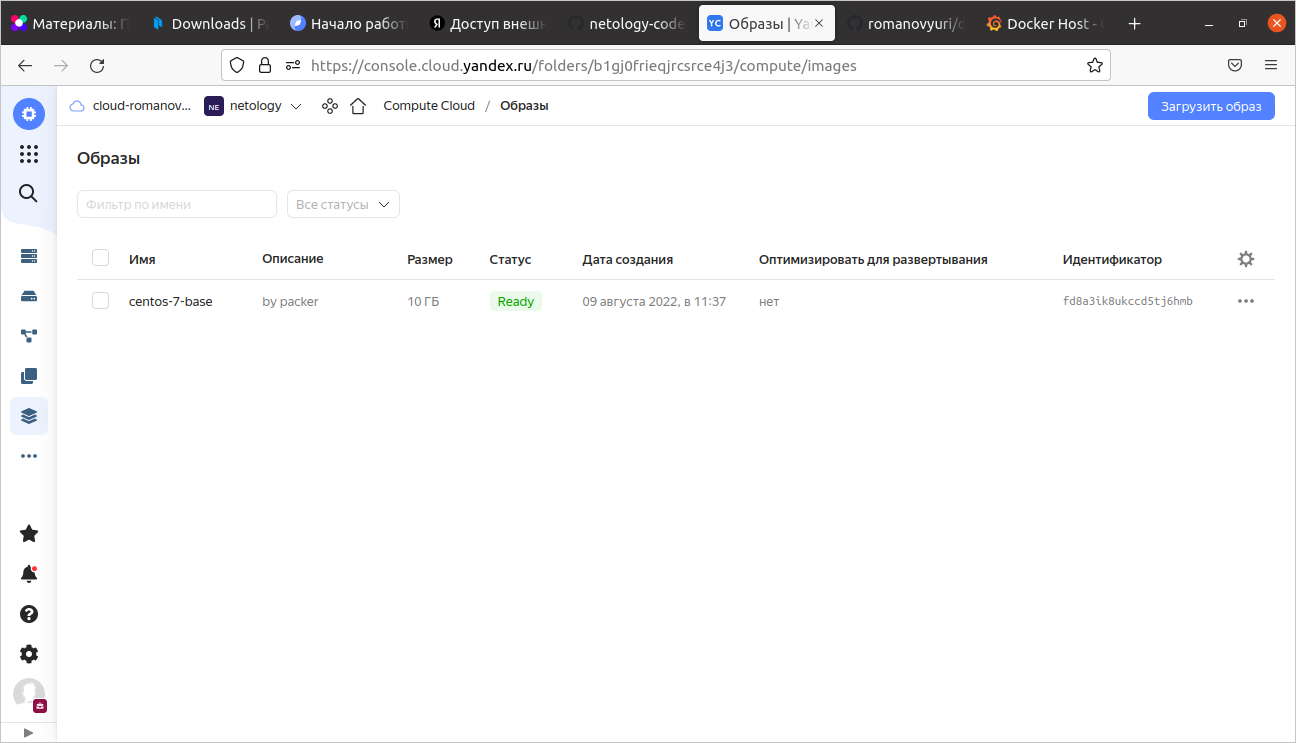 Материалы: П
Downloads | Pa
Начало работ
Доступ внешн
netology-code
Образы | Ya
romanovyuri/d
Docker Host -
https://console.cloud.yandex.ru/folders/b1gj0frieqjrcsrce4j3/compute/images
cloud-romanov... NE netology Compute Cloud / Образы Загрузить образ
Образы
Фильтр по имени Все статусы
Имя Описание Размер Статус Дата создания Оптимизировать для развертывания Идентификатор
centos-7-base by packer 10 ГБ Ready 09 августа 2022, в 11:37 нет fd8a3ik8ukccd5tj6hmb